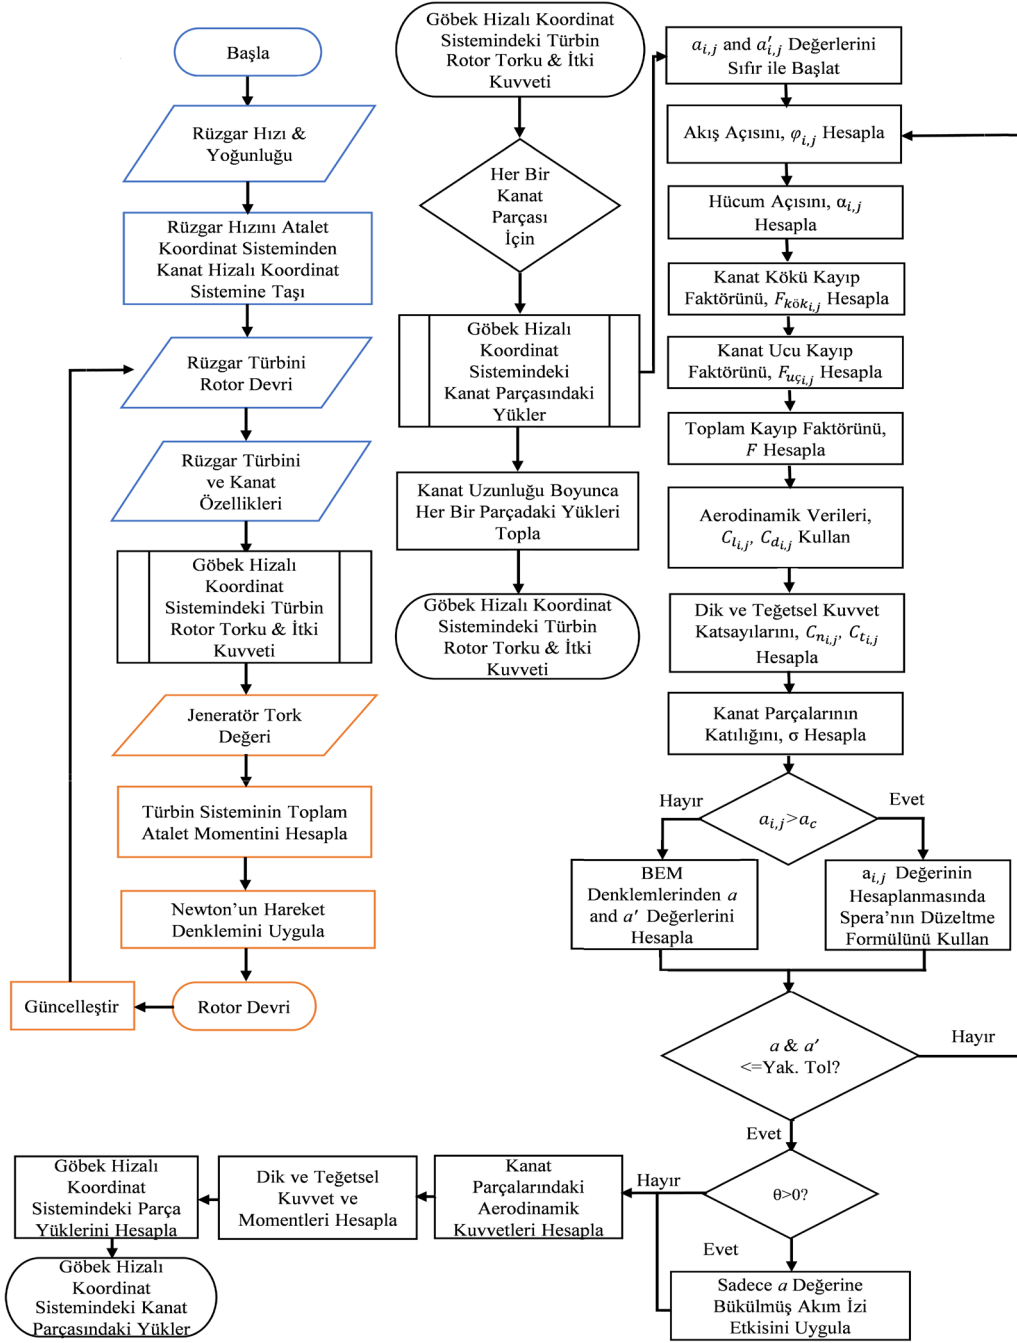 Başla
Rüzgar Hızı &
Yoğunluğu
Rüzgar Hızını Atalet
Koordinat Sisteminden
Kanat Hizalı Koordinat
Sistemine Taşı
Rüzgar Türbini
Rotor Devri
Rüzgar Türbini
ve Kanat
Özellikleri
Göbek Hizalı
Koordinat
Sistemindeki Türbin
Rotor Torku & İtki
Kuvveti
Jeneratör Tork
Değeri
Türbin Sisteminin Toplam
Atalet Momentini Hesapla
Newton'un Hareket
Denklemini Uygula
Rotor Devri
Güncelleştir
Göbek Hizalı Koordinat
Sistemindeki Türbin
Rotor Torku & İtki
Kuvveti
Her Bir
Kanat
Parçası
İçin
Göbek Hizalı
Koordinat
Sistemindeki
Kanat Parçasındaki
Yükler
Kanat Uzunluğu Boyunca
Her Bir Parçadaki Yükleri
Topla
Göbek Hizalı Koordinat
Sistemindeki Türbin
Rotor Torku & İtki
Kuvveti
a_{i,j} and a'_{i,j} Değerlerini
Sıfır ile Başlat
Akış Açısını, φ_{i,j} Hesapla
Hücum Açısını, α_{i,j}
Hesapla
Kanat Kökü Kayıp
Faktörünü, F_{kök_{i,j}} Hesapla
Kanat Ucu Kayıp
Faktörünü, F_{uç_{i,j}} Hesapla
Toplam Kayıp Faktörünü,
F Hesapla
Aerodinamik Verileri,
C_{l_{i,j}}, C_{d_{i,j}} Kullan
Dik ve Teğetsel Kuvvet
Katsayılarını, C_{n_{i,j}}, C_{t_{i,j}}
Hesapla
Kanat Parçalarının
Katılığını, σ Hesapla
Hayır
Evet
a_{i,j}>a_c
BEM
Denklemlerinden a
and a' Değerlerini
Hesapla
a_{i,j} Değerinin
Hesaplanmasında
Spera'nın Düzeltme
Formülünü Kullan
a & a'
<=Yak. Tol?
Hayır
Evet
θ>0?
Hayır
Evet
Sadece a Değerine
Bükülmüş Akım İzi
Etkisini Uygula
Kanat
Parçalarındaki
Aerodinamik
Kuvvetleri Hesapla
Dik ve Teğetsel
Kuvvet ve
Momentleri Hesapla
Göbek Hizalı
Koordinat
Sistemindeki Parça
Yüklerini Hesapla
Göbek Hizalı
Koordinat
Sistemindeki Kanat
Parçasındaki Yükler